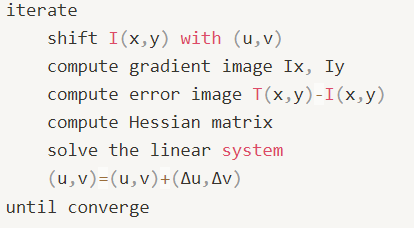 iterate
shift I(x,y) with (u,v)
compute gradient image Ix, Iy
compute error image T(x,y)-I(x,y)
compute Hessian matrix
solve the linear system
(u,v)=(u,v)+(Δu,Δv)
until converge